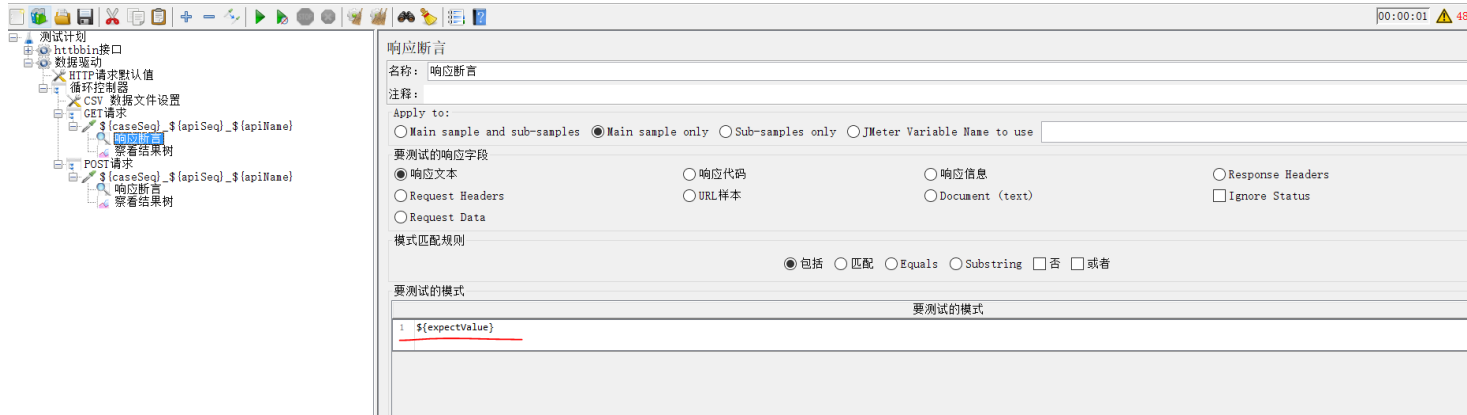 00:00:01 48
测试计划
httbbin接口
数据驱动
HTTP请求默认值
循环控制器
CSV 数据文件设置
GET请求
${caseSeq}_${apiSeq}_${apiName}
响应断言
察看结果树
POST请求
${caseSeq}_${apiSeq}_${apiName}
响应断言
察看结果树
响应断言
名称： 响应断言
注释：
Apply to:
Main sample and sub-samples Main sample only Sub-samples only JMeter Variable Name to use
要测试的响应字段
响应文本 响应代码 响应信息 Response Headers
Request Headers URL样本 Document (text) Ignore Status
Request Data
模式匹配规则
包括 匹配 Equals Substring 否 或者
要测试的模式
要测试的模式
1 ${expectValue}